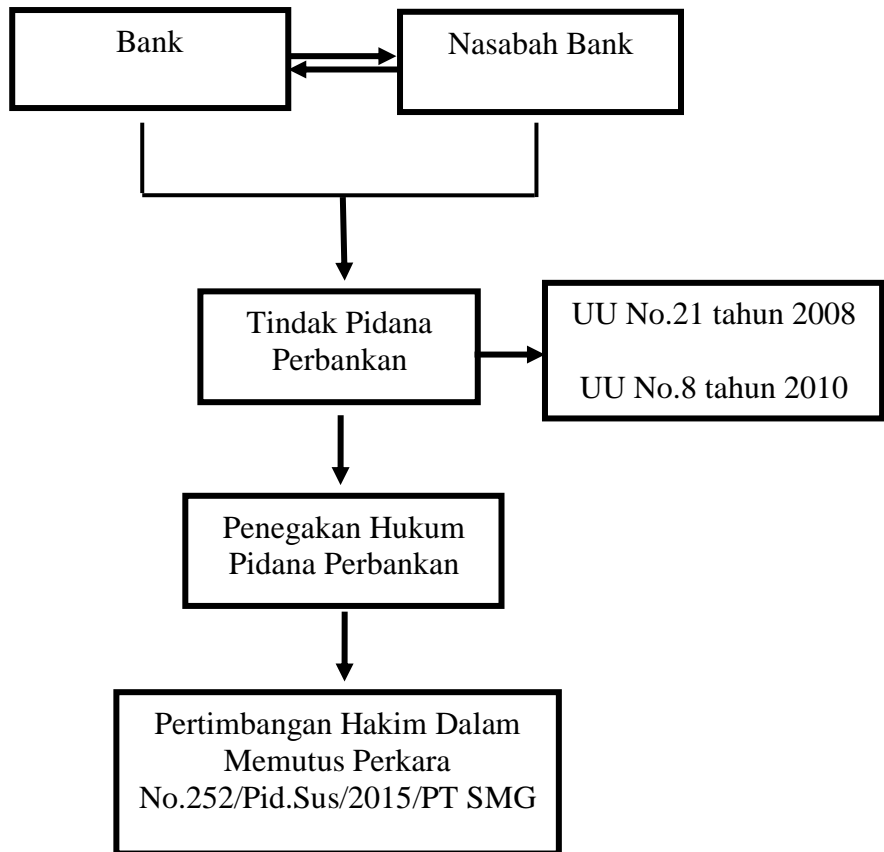 Bank
Nasabah Bank
Tindak Pidana
Perbankan
UU No.21 tahun 2008
UU No.8 tahun 2010
Penegakan Hukum
Pidana Perbankan
Pertimbangan Hakim Dalam
Memutus Perkara
No.252/Pid.Sus/2015/PT SMG